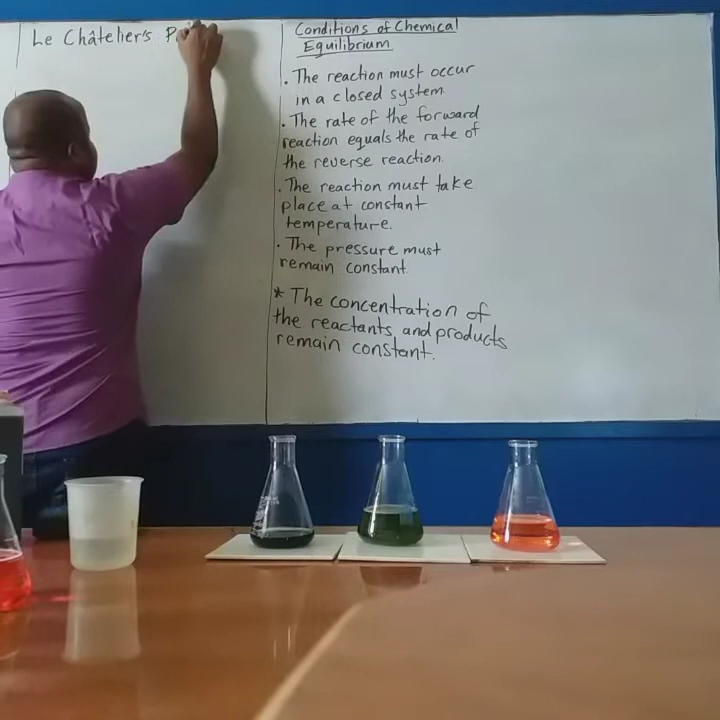 Le Châtelier's
Conditions of Chemical
Equilibrium
. The reaction must occur
in a closed system.
. The rate of the forward
reaction equals the rate of
the reverse reaction.
. The reaction must take
place at constant
temperature.
. The pressure must
remain constant.
* The concentration of
the reactants and products
remain constant.